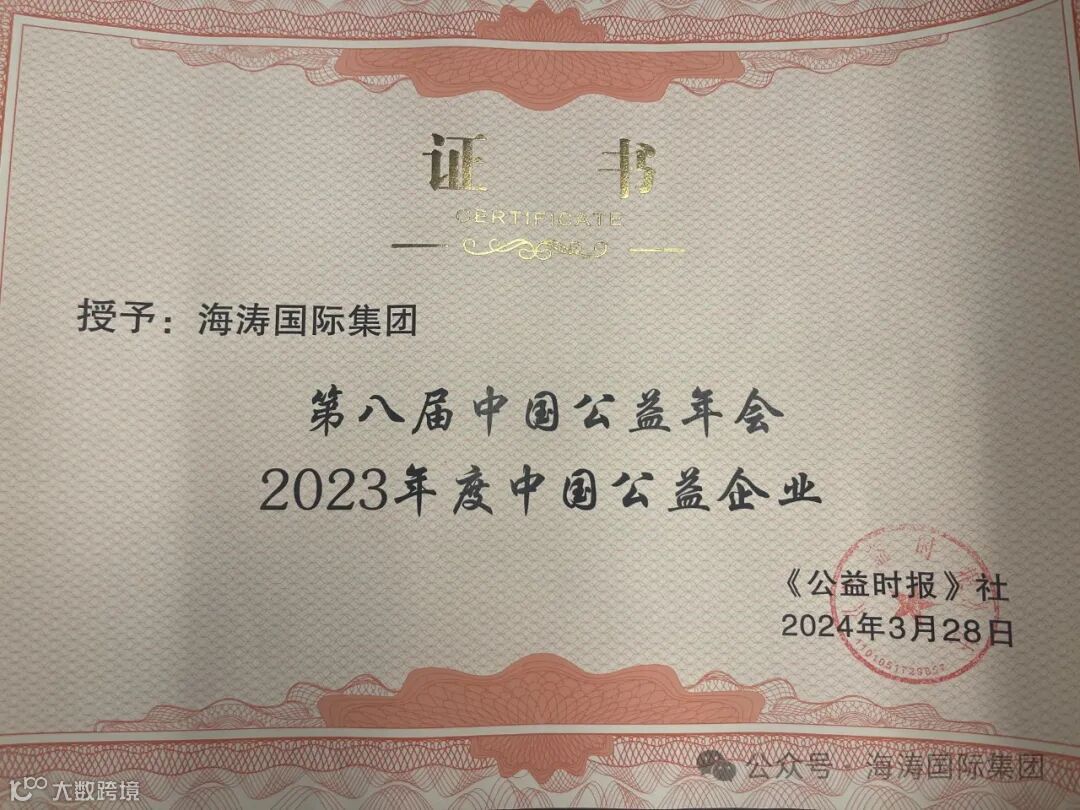 证 书
CERTIFICATE
授予：海涛国际集团
第八届中国公益年会
2023年度中国公益企业
《公益时报》社
2024年3月28日
公众号·海涛国际集团
大数跨境